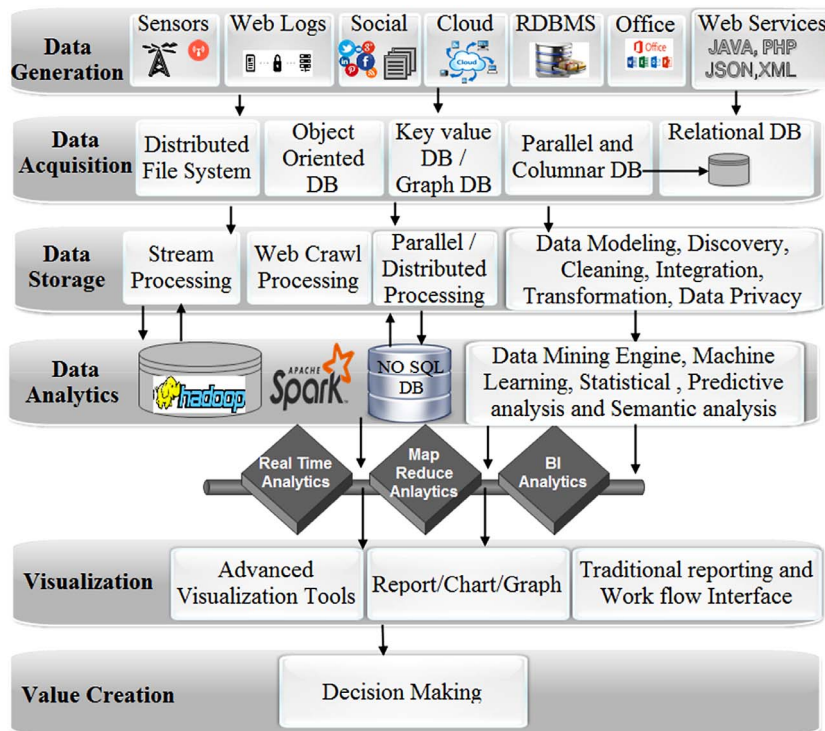 Data
Generation
Sensors
Web Logs
Social
Cloud
Cloud
RDBMS
Office
Office
Web Services
JAVA, PHP
JSON,XML
Data
Acquisition
Distributed
File System
Object
Oriented
DB
Key value
DB /
Graph DB
Parallel and
Columnar DB
Relational DB
Data
Storage
Stream
Processing
Web Crawl
Processing
Parallel /
Distributed
Processing
Data Modeling, Discovery,
Cleaning, Integration,
Transformation, Data Privacy
Data
Analytics
hadoop
APACHE
Spark™
NO SQL
DB
Data Mining Engine, Machine
Learning, Statistical , Predictive
analysis and Semantic analysis
Real Time
Analytics
Map
Reduce
Anlaytics
BI
Analytics
Visualization
Advanced
Visualization Tools
Report/Chart/Graph
Traditional reporting and
Work flow Interface
Value Creation
Decision Making